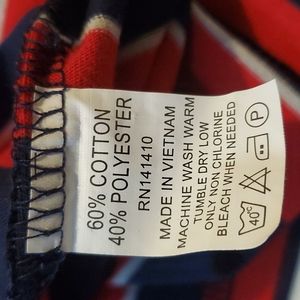 60% COTTON
40% POLYESTER
RN141410
MADE IN VIETNAM
MACHINE WASH WARM
TUMBLE DRY LOW
ONLY NON CHLORINE
BLEACH WHEN NEEDED
P
40°C